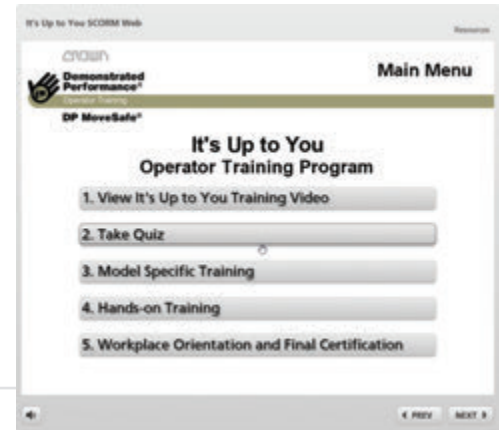 It's Up to You SCORM Web
Resources
CROWN
Main Menu
Demonstrated
Performance®
Operator Training
DP MoveSafe®
It's Up to You
Operator Training Program
1. View It's Up to You Training Video
2. Take Quiz
3. Model Specific Training
4. Hands-on Training
5. Workplace Orientation and Final Certification
PREV
NEXT